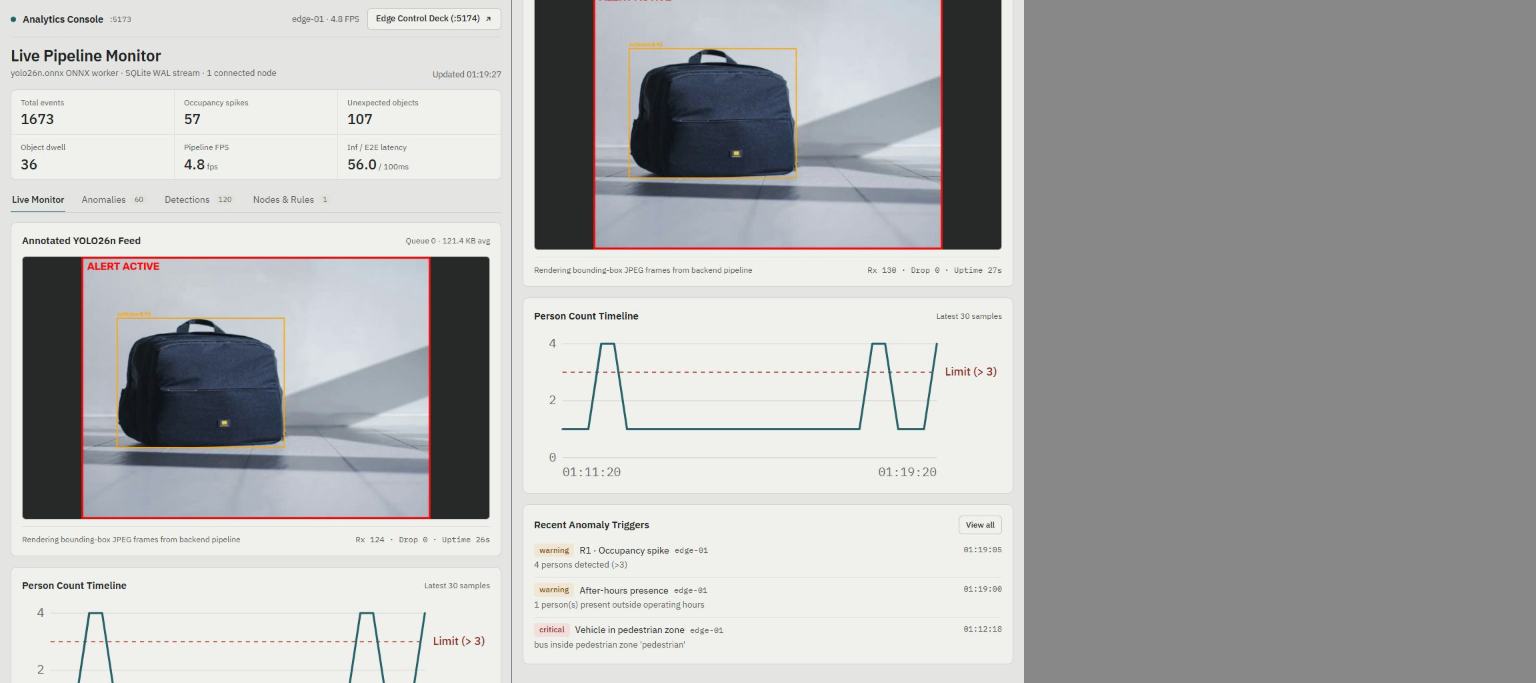 Analytics Console :5173
edge-01 · 4.8 FPS
Edge Control Deck (:5174) ↗
Live Pipeline Monitor
yolo26n.onnx ONNX worker · SQLite WAL stream · 1 connected node
Updated 01:19:27
Total events
1673
Occupancy spikes
57
Unexpected objects
107
Object dwell
36
Pipeline FPS
4.8 fps
Inf / E2E latency
56.0 / 100ms
Live Monitor
Anomalies 60
Detections 120
Nodes & Rules 1
Annotated YOLO26n Feed
Queue 0 · 121.4 KB avg
ALERT ACTIVE
Rendering bounding-box JPEG frames from backend pipeline
Rx 124 · Drop 0 · Uptime 26s
Person Count Timeline
Latest 30 samples
4
Limit (> 3)
2
ALERT ACTIVE
Rendering bounding-box JPEG frames from backend pipeline
Rx 130 · Drop 0 · Uptime 27s
Person Count Timeline
Latest 30 samples
4
Limit (> 3)
2
0
01:11:20
01:19:20
Recent Anomaly Triggers
View all
warning R1 · Occupancy spike edge-01 01:19:05
4 persons detected (>3)
warning After-hours presence edge-01 01:19:00
1 person(s) present outside operating hours
critical Vehicle in pedestrian zone edge-01 01:12:18
bus inside pedestrian zone 'pedestrian'